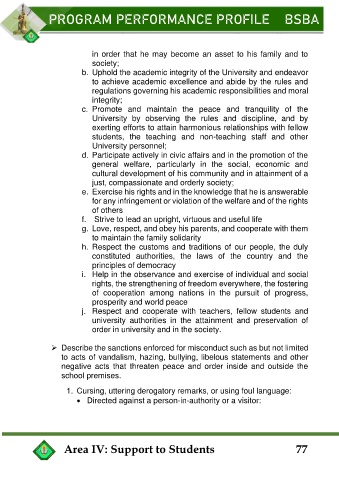 PROGRAM PERFORMANCE PROFILE BSBA
in order that he may become an asset to his family and to
society;
b. Uphold the academic integrity of the University and endeavor
to achieve academic excellence and abide by the rules and
regulations governing his academic responsibilities and moral
integrity;
c. Promote and maintain the peace and tranquility of the
University by observing the rules and discipline, and by
exerting efforts to attain harmonious relationships with fellow
students, the teaching and non-teaching staff and other
University personnel;
d. Participate actively in civic affairs and in the promotion of the
general welfare, particularly in the social, economic and
cultural development of his community and in attainment of a
just, compassionate and orderly society;
e. Exercise his rights and in the knowledge that he is answerable
for any infringement or violation of the welfare and of the rights
of others
f. Strive to lead an upright, virtuous and useful life
g. Love, respect, and obey his parents, and cooperate with them
to maintain the family solidarity
h. Respect the customs and traditions of our people, the duly
constituted authorities, the laws of the country and the
principles of democracy
i. Help in the observance and exercise of individual and social
rights, the strengthening of freedom everywhere, the fostering
of cooperation among nations in the pursuit of progress,
prosperity and world peace
j. Respect and cooperate with teachers, fellow students and
university authorities in the attainment and preservation of
order in university and in the society.
➢ Describe the sanctions enforced for misconduct such as but not limited
to acts of vandalism, hazing, bullying, libelous statements and other
negative acts that threaten peace and order inside and outside the
school premises.
1. Cursing, uttering derogatory remarks, or using foul language:
• Directed against a person-in-authority or a visitor:
Area IV: Support to Students 77